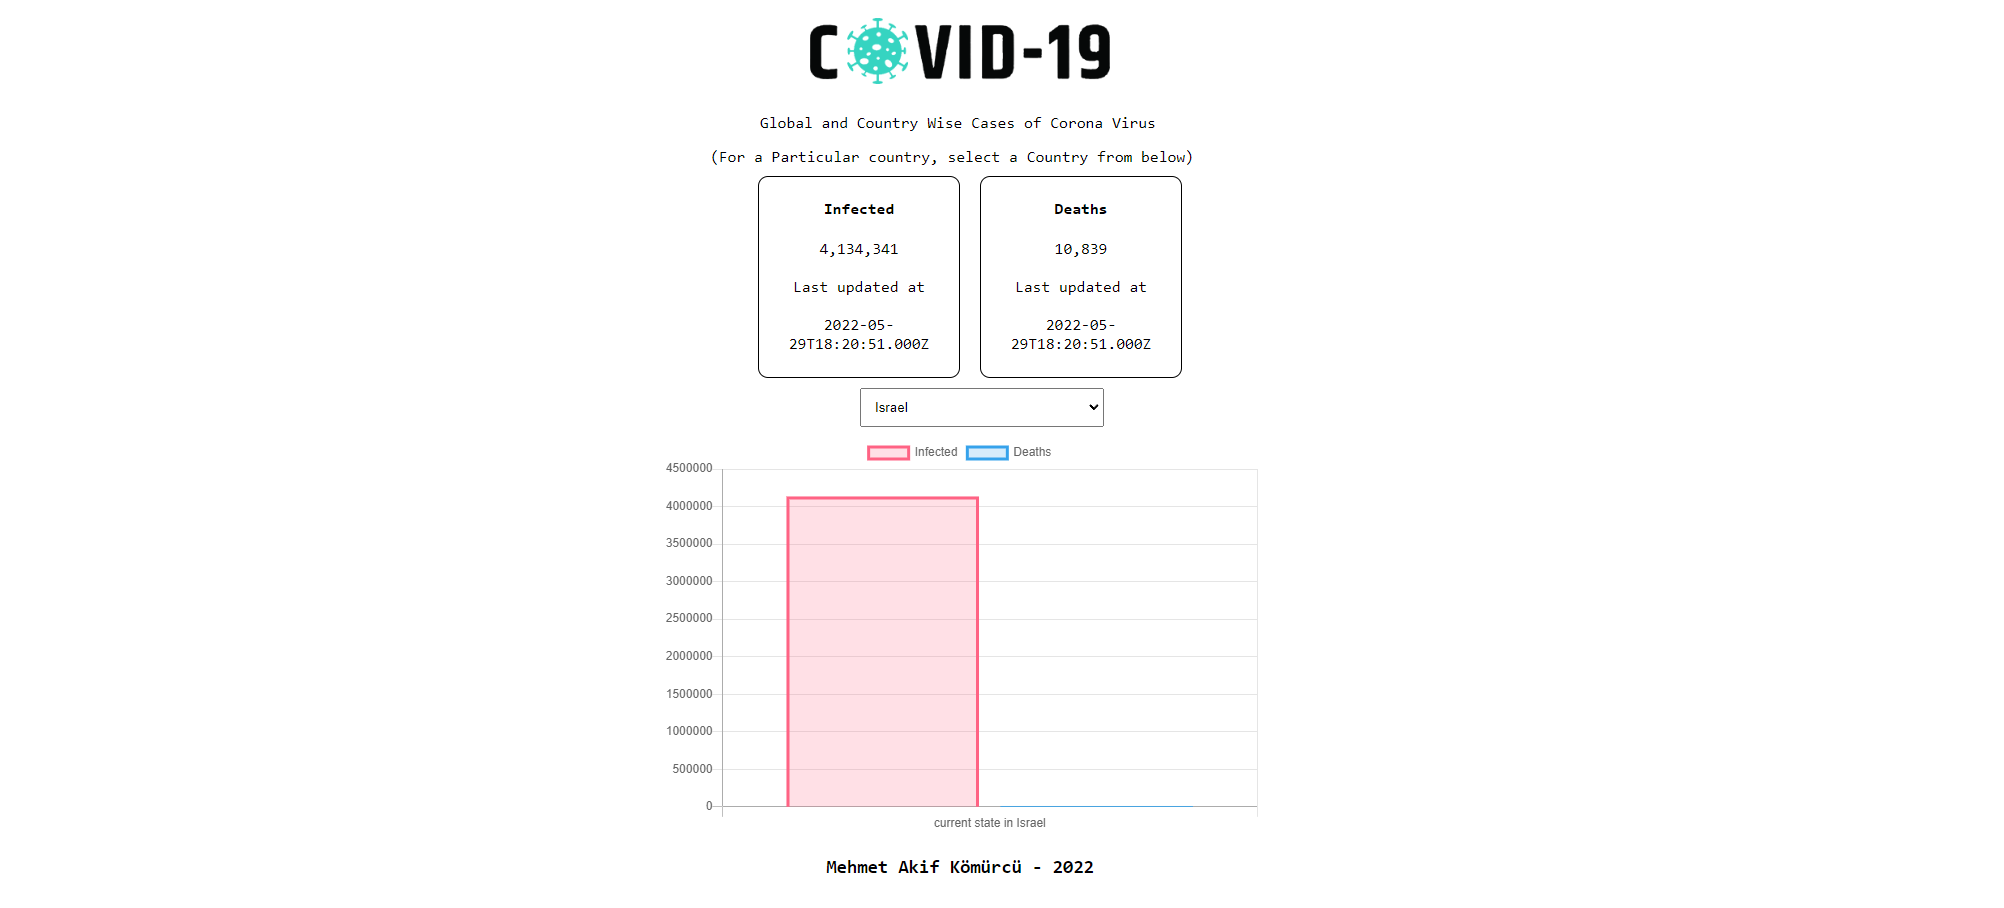 COVID-19
Global and Country Wise Cases of Corona Virus
(For a Particular country, select a Country from below)
Infected
4,134,341
Last updated at
2022-05-
29T18:20:51.000Z
Deaths
10,839
Last updated at
2022-05-
29T18:20:51.000Z
Israel
Infected Deaths
4500000
4000000
3500000
3000000
2500000
2000000
1500000
1000000
500000
0
current state in Israel
Mehmet Akif Kömürcü - 2022